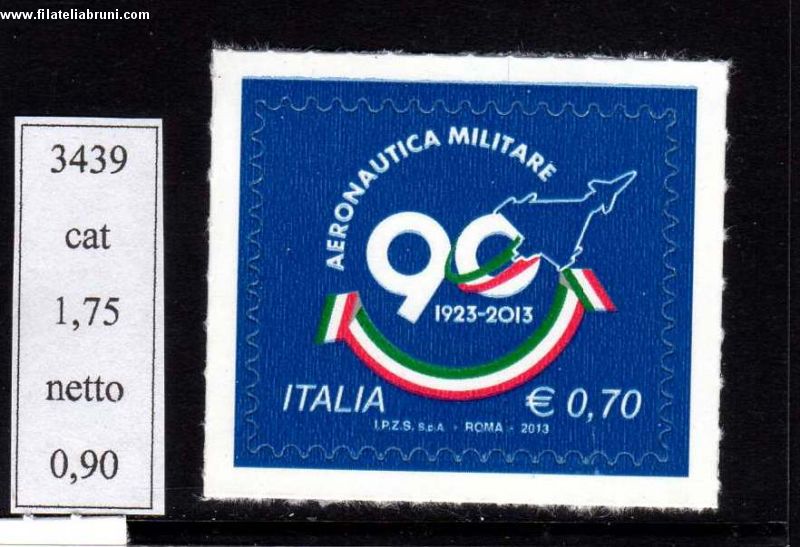 www.filateliabruni.com
3439
cat
1,75
netto
0,90
AERONAUTICA MILITARE
90
1923-2013
ITALIA
€ 0,70
I.P.Z.S. S.p.A. - ROMA - 2013